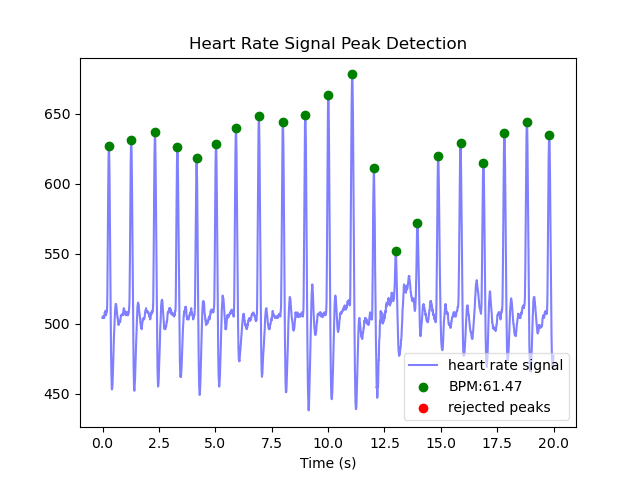 Heart Rate Signal Peak Detection
650
600
550
500
450
heart rate signal
BPM:61.47
rejected peaks
0.0 2.5 5.0 7.5 10.0 12.5 15.0 17.5 20.0
Time (s)